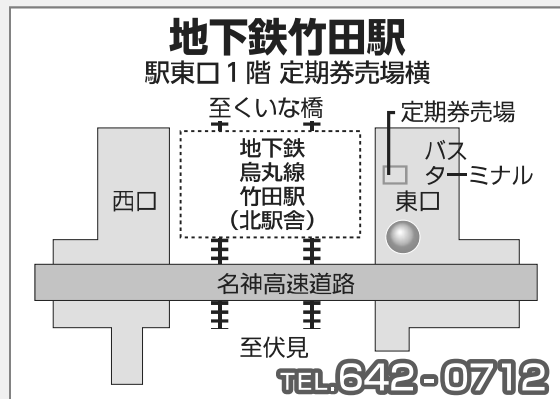 地下鉄竹田駅
駅東口1階 定期券売場横
至くいな橋
定期券売場
地下鉄
烏丸線
竹田駅
(北駅舎)
バス
ターミナル
西口
東口
名神高速道路
至伏見
TEL.642-0712